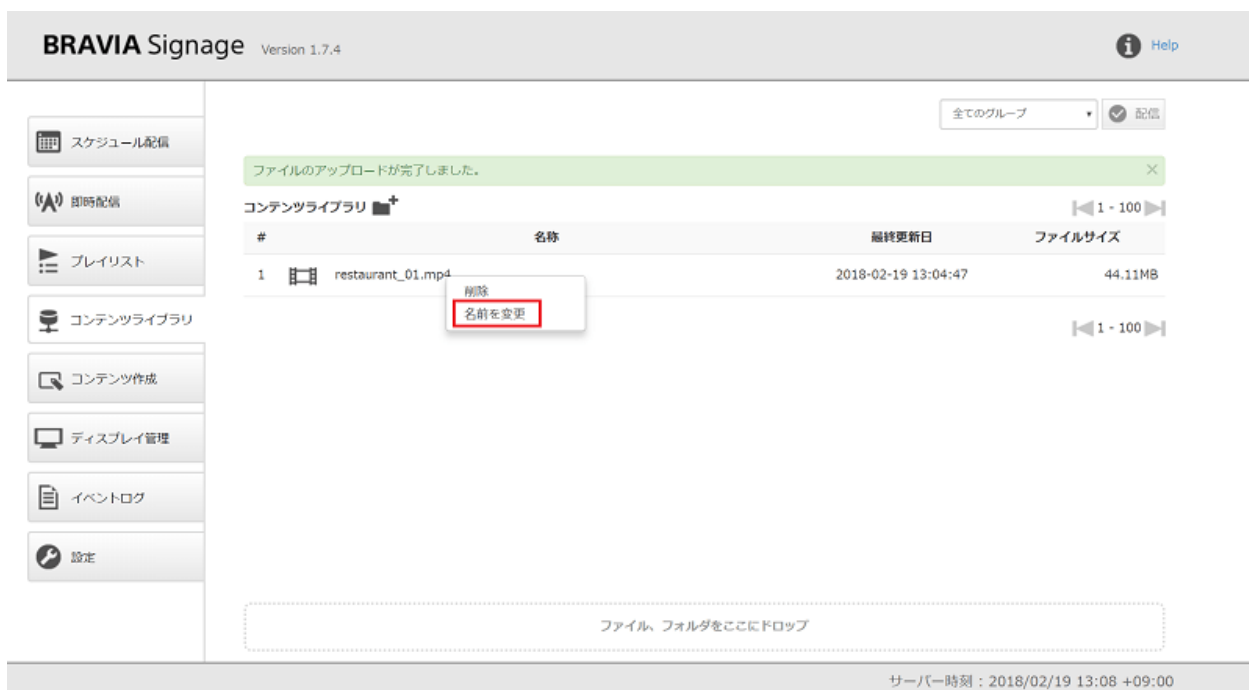 BRAVIA Signage Version 1.7.4
Help
全てのグループ
配信
スケジュール配信
即時配信
プレイリスト
コンテンツライブラリ
コンテンツ作成
ディスプレイ管理
イベントログ
設定
ファイルのアップロードが完了しました。
コンテンツライブラリ
1 - 100
# 名称 最終更新日 ファイルサイズ
1 restaurant_01.mp4 2018-02-19 13:04:47 44.11MB
削除
名前を変更
1 - 100
ファイル、フォルダをここにドロップ
サーバー時刻 : 2018/02/19 13:08 +09:00